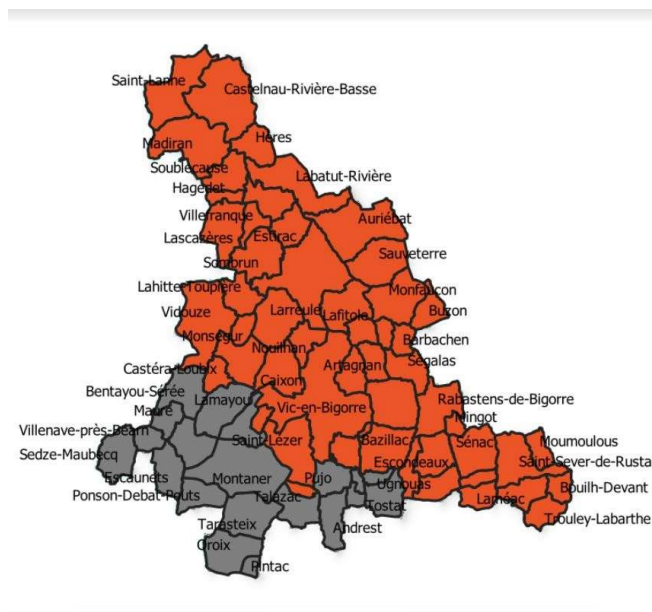 Saint-Lanne
Castelnau-Rivière-Basse
Madiran
Hères
Soublecause
Labatut-Rivière
Hagedet
Villefranque
Auriébat
Lascazères
Estirac
Sombrun
Sauveterre
Lahitte-Toupière
Monfaucon
Vidouze
Larreule
Lafitole
Buzon
Monségur
Nouilhan
Barbachen
Artagnan
Ségalas
Castéra-Loubix
Caixon
Bentayou-Sérée
Lamayou
Rabastens-de-Bigorre
Maure
Vic-en-Bigorre
Mingot
Villenave-près-Béarn
Saint-Lézer
Bazillac
Sénac
Moumoulous
Sedze-Maubecq
Escondeaux
Saint-Sever-de-Rusta
Escaunets
Montaner
Pujo
Ugnouas
Bouilh-Devant
Ponson-Debat-Pouts
Talazac
Tostat
Laméac
Tarasteix
Andrest
Trouley-Labarthe
Oroix
Pintac